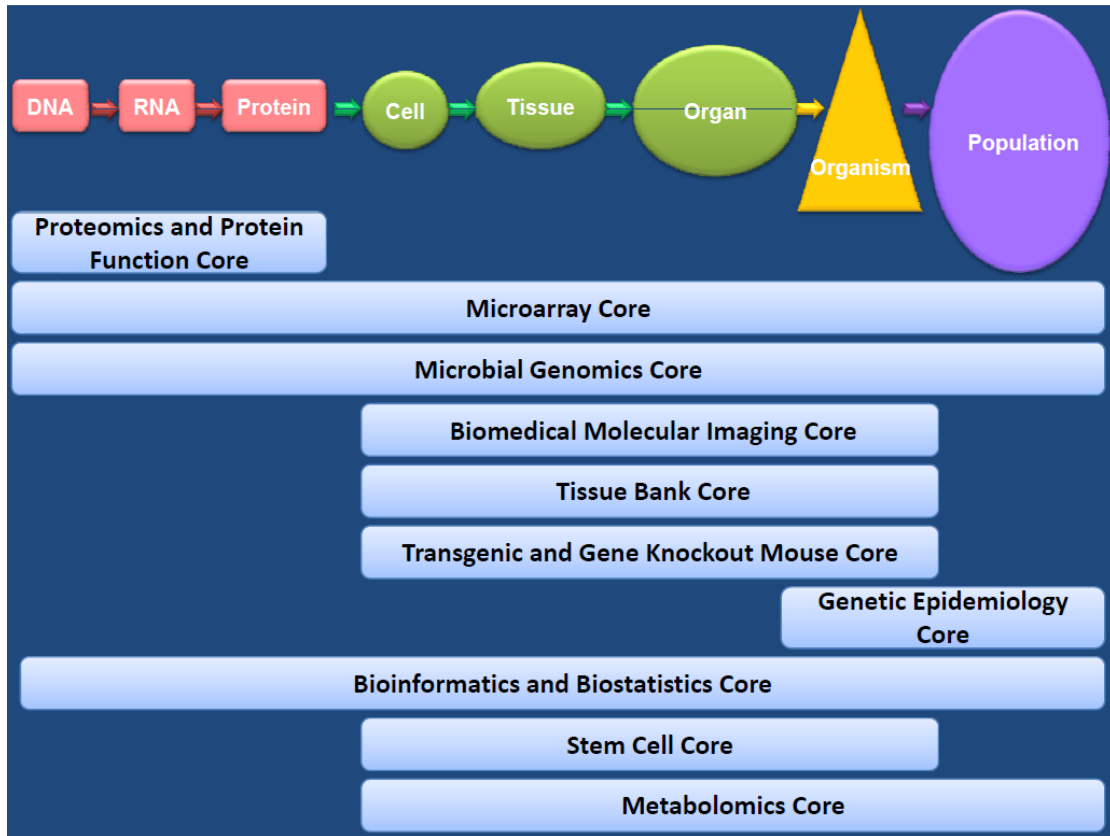 DNA
RNA
Protein
Cell
Tissue
Organ
Organism
Population
Proteomics and Protein
Function Core
Microarray Core
Microbial Genomics Core
Biomedical Molecular Imaging Core
Tissue Bank Core
Transgenic and Gene Knockout Mouse Core
Genetic Epidemiology
Core
Bioinformatics and Biostatistics Core
Stem Cell Core
Metabolomics Core